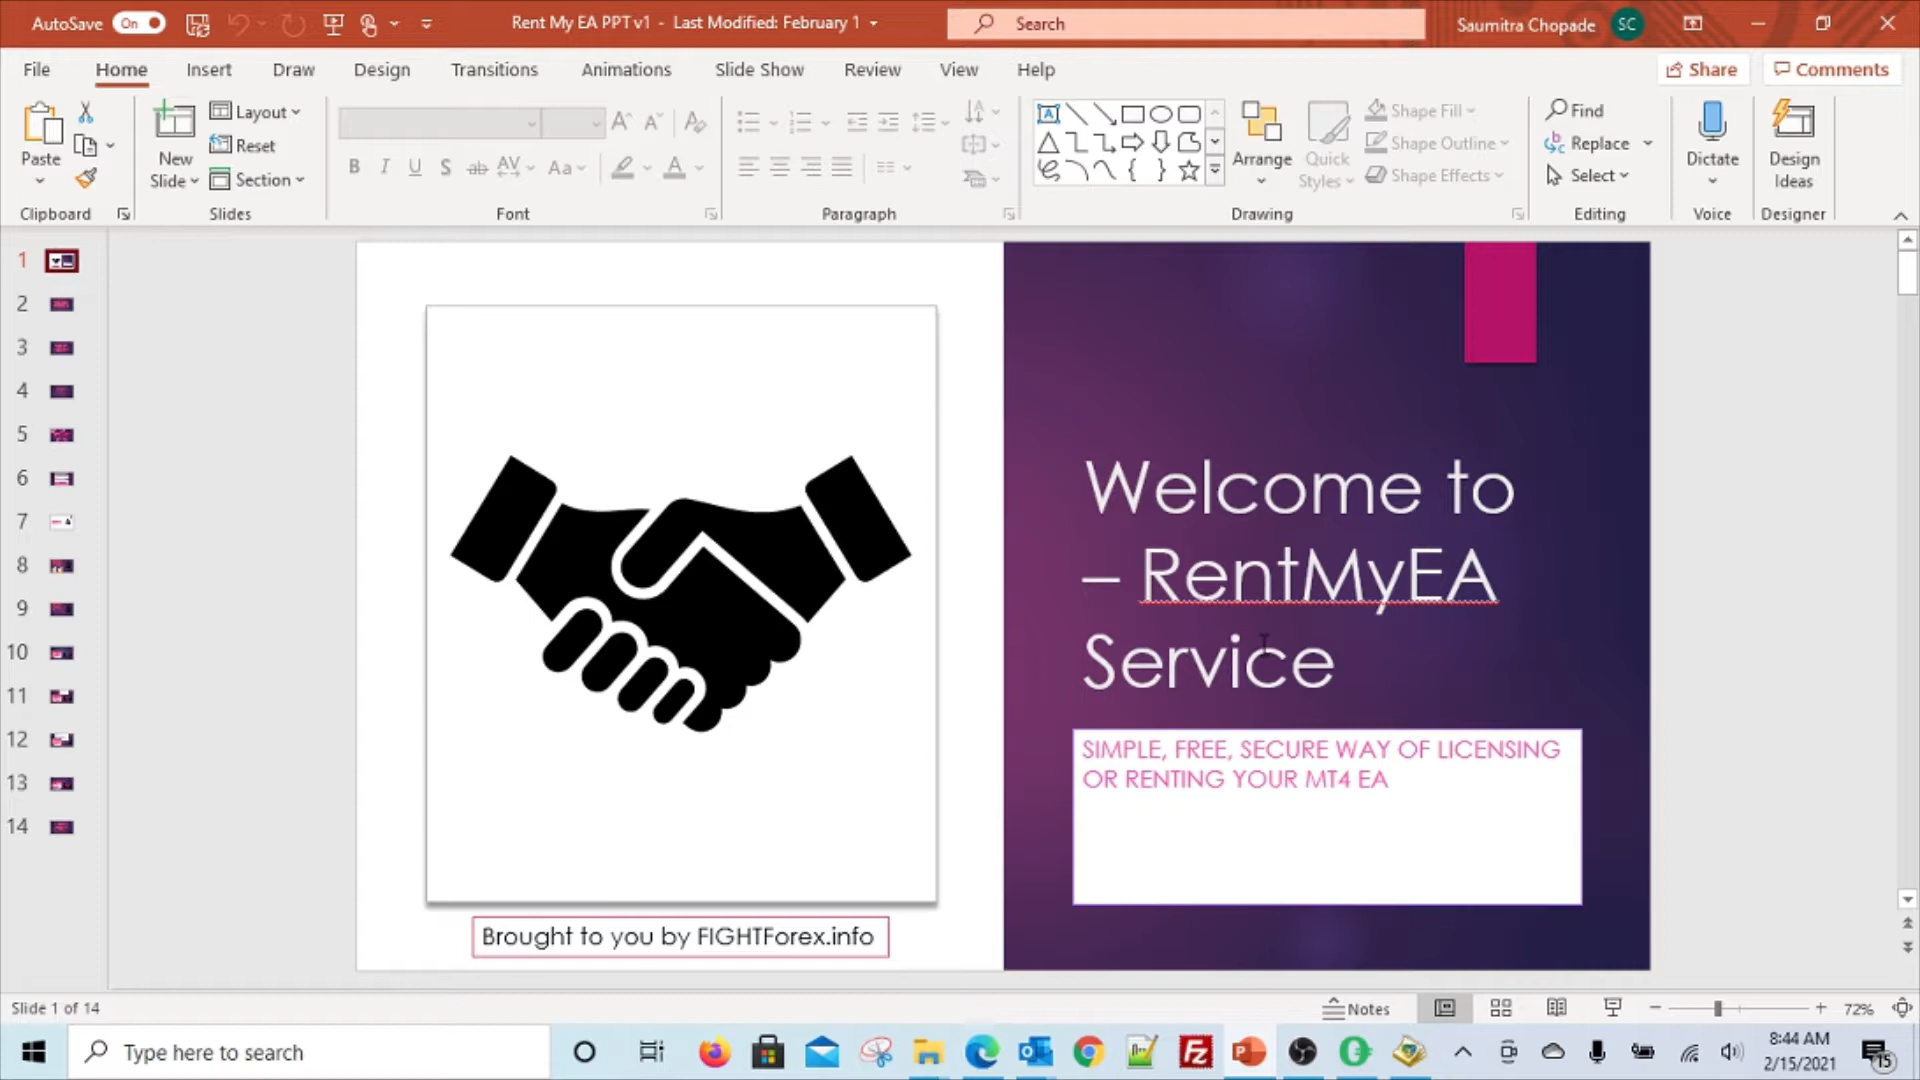 AutoSave On
Rent My EA PPT v1 - Last Modified: February 1
Search
Saumitra Chopade SC
File Home Insert Draw Design Transitions Animations Slide Show Review View Help
Share Comments
Paste
New Slide
Layout
Reset
Section
Find
Replace
Select
Shape Fill
Shape Outline
Shape Effects
Arrange
Quick Styles
Dictate
Design Ideas
Clipboard Slides Font Paragraph Drawing Editing Voice Designer
1
2
3
4
5
6
7
8
9
10
11
12
13
14
Welcome to
– RentMyEA
Service
SIMPLE, FREE, SECURE WAY OF LICENSING
OR RENTING YOUR MT4 EA
Brought to you by FIGHTForex.info
Slide 1 of 14
Notes
72%
Type here to search
8:44 AM
2/15/2021
15